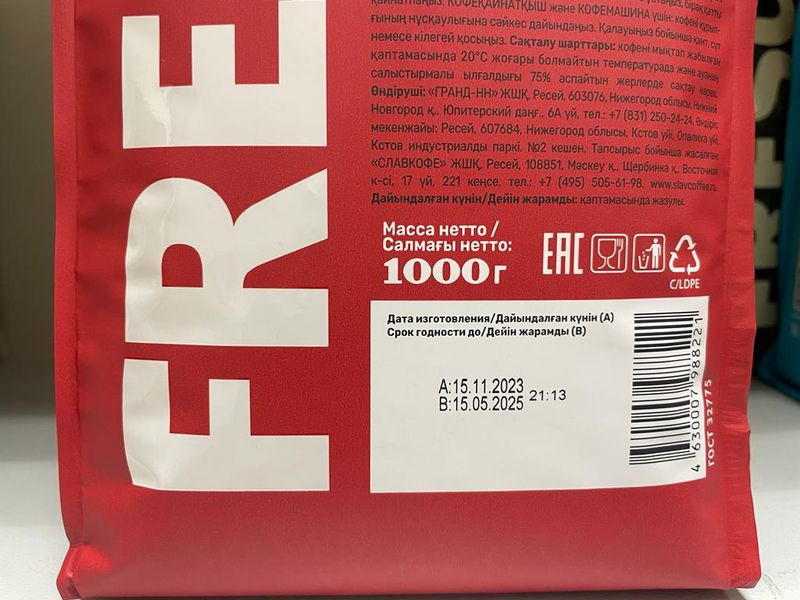 FRE
қайнатпаңыз. КОФЕҚАЙНАТҚЫШ және КОФЕМАШИНА үшін: кофені құрыл-
ғының нұсқаулығына сәйкес дайындаңыз. Қалауыңыз бойынша қант, сүт
немесе кілегей қосыңыз. Сақталу шарттары: кофені мықтап жабылған
қаптамасында 20°С жоғары болмайтын температурада және ауаның
салыстырмалы ылғалдығы 75% аспайтын жерлерде сақтау керек.
Өндіруші: «ГРАНД-НН» ЖШҚ, Ресей, 603076, Нижегород облысы, Нижний
Новгород қ., Юпитерский даңғ., 6А үй, тел.: +7 (831) 250-24-24. Өндіріс
мекенжайы: Ресей. 607684, Нижегород облысы, Кстов үй, Опалиха үйі,
Кстов индустриалды паркі. №2 кешен. Тапсырыс бойынша жасалған:
«СЛАВКОФЕ» ЖШҚ, Ресей, 108851, Мәскеу қ., Щербинка қ., Восточная
к-сі, 17 үй, 221 кеңсе, тел.: +7 (495) 505-61-98. www.slavcoffee.ru
Дайындалған күнін/Дейін жарамды: қаптамасында жазулы.
Масса нетто /
Салмағы нетто:
1000 г
EAC
C/LDPE
Дата изготовления/Дайындалған күнін (А)
Срок годности до/Дейін жарамды (В)
A:15.11.2023
B:15.05.2025 21:13
4 630007 988221
ГОСТ 32775